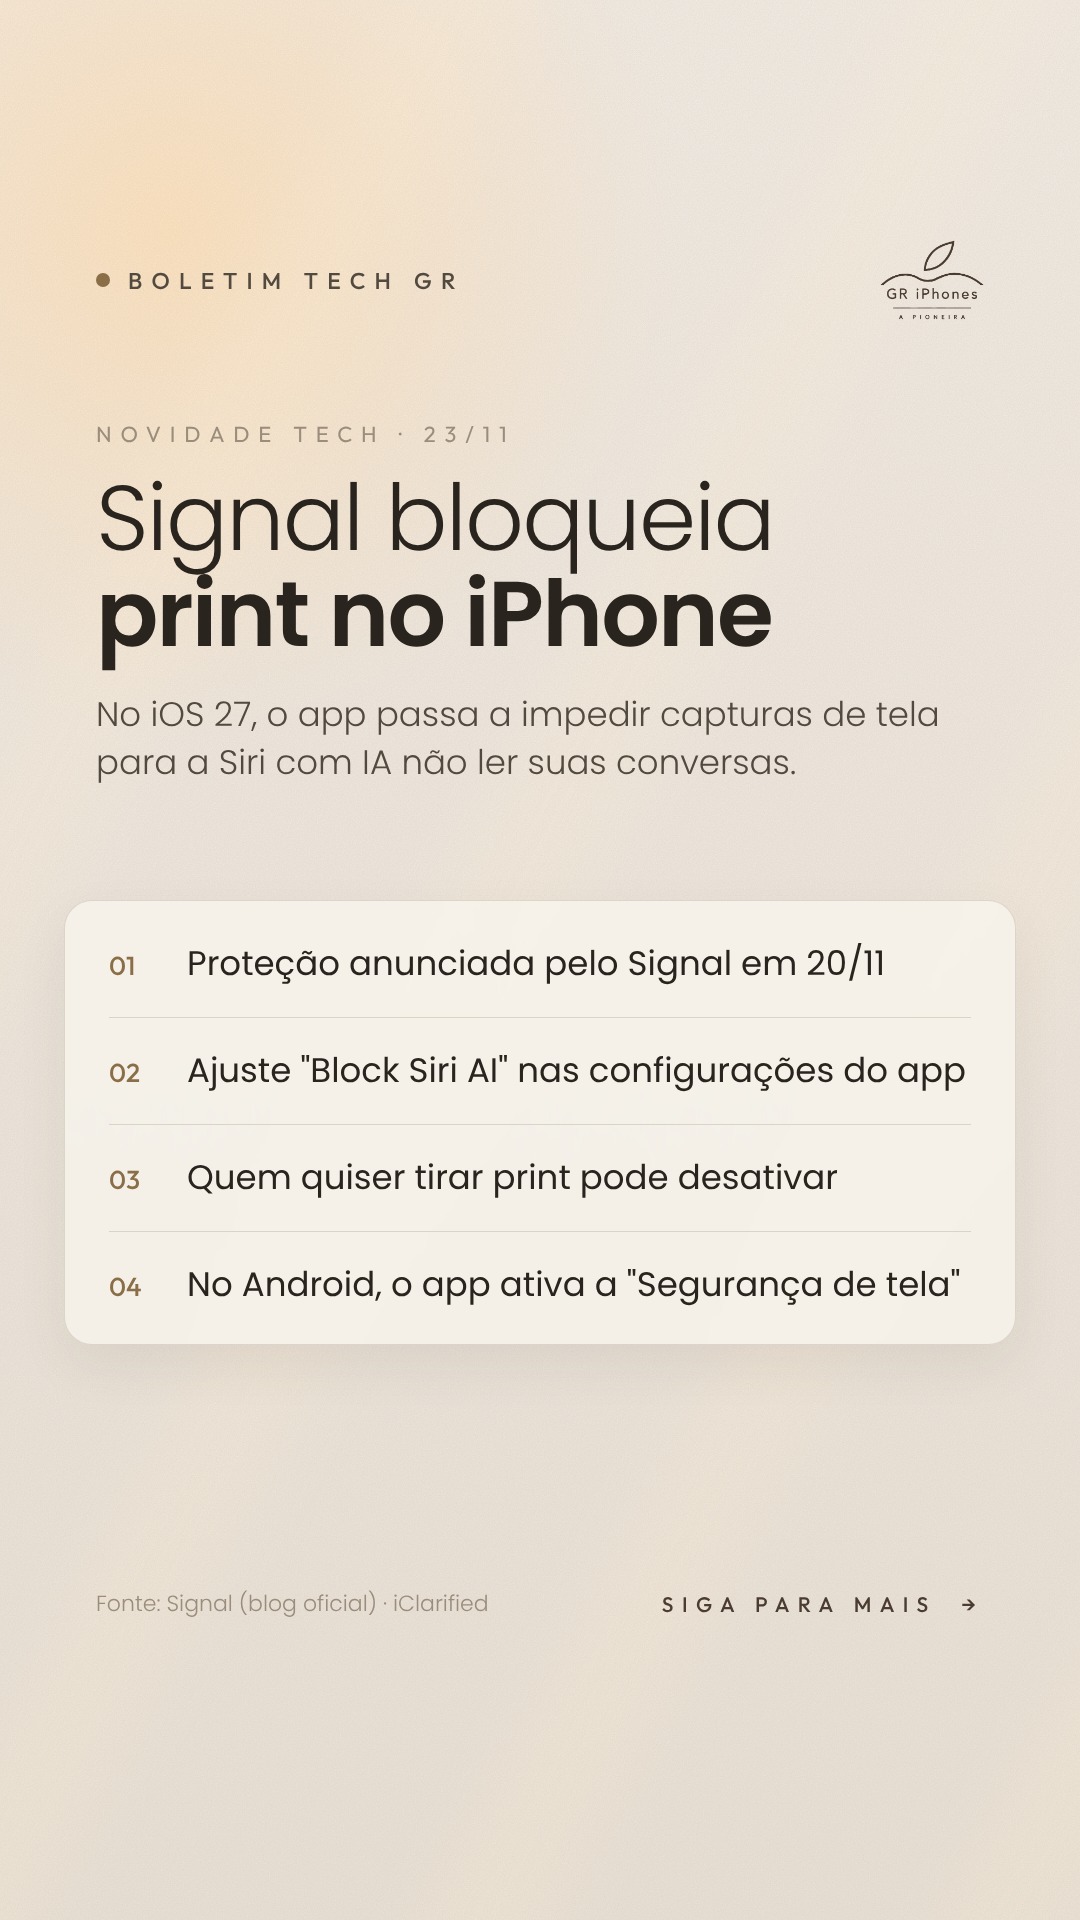 BOLETIM TECH GR
GR iPhones
A PIONEIRA
NOVIDADE TECH · 23/11
Signal bloqueia
print no iPhone
No iOS 27, o app passa a impedir capturas de tela
para a Siri com IA não ler suas conversas.
01 Proteção anunciada pelo Signal em 20/11
02 Ajuste "Block Siri AI" nas configurações do app
03 Quem quiser tirar print pode desativar
04 No Android, o app ativa a "Segurança de tela"
Fonte: Signal (blog oficial) · iClarified
SIGA PARA MAIS →